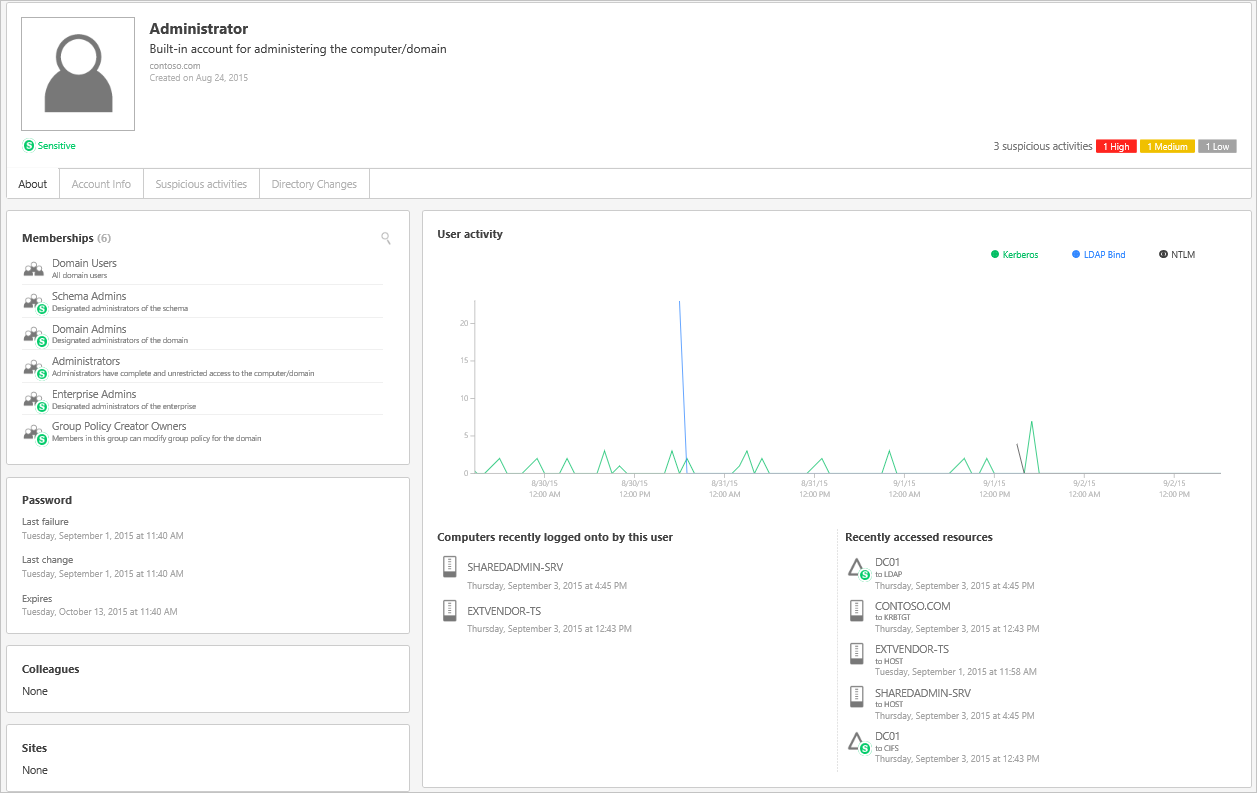 Administrator
Built-in account for administering the computer/domain
contoso.com
Created on Aug 24, 2015
S Sensitive
3 suspicious activities 1 High 1 Medium 1 Low
About Account Info Suspicious activities Directory Changes
Memberships (6)
Domain Users
All domain users
Schema Admins
S Designated administrators of the schema
Domain Admins
S Designated administrators of the domain
Administrators
S Administrators have complete and unrestricted access to the computer/domain
Enterprise Admins
S Designated administrators of the enterprise
Group Policy Creator Owners
S Members in this group can modify group policy for the domain
Password
Last failure
Tuesday, September 1, 2015 at 11:40 AM
Last change
Tuesday, September 1, 2015 at 11:40 AM
Expires
Tuesday, October 13, 2015 at 11:40 AM
Colleagues
None
Sites
None
User activity
Kerberos LDAP Bind NTLM
20
15
10
5
0
8/30/15 8/30/15 8/31/15 8/31/15 9/1/15 9/1/15 9/2/15 9/2/15
12:00 AM 12:00 PM 12:00 AM 12:00 PM 12:00 AM 12:00 PM 12:00 AM 12:00 PM
Computers recently logged onto by this user
SHAREDADMIN-SRV
Thursday, September 3, 2015 at 4:45 PM
EXTVENDOR-TS
Thursday, September 3, 2015 at 12:43 PM
Recently accessed resources
DC01
S to LDAP
Thursday, September 3, 2015 at 4:45 PM
CONTOSO.COM
to KRBTGT
Thursday, September 3, 2015 at 12:43 PM
EXTVENDOR-TS
to HOST
Tuesday, September 1, 2015 at 11:58 AM
SHAREDADMIN-SRV
to HOST
Thursday, September 3, 2015 at 4:45 PM
DC01
S to CIFS
Thursday, September 3, 2015 at 12:43 PM